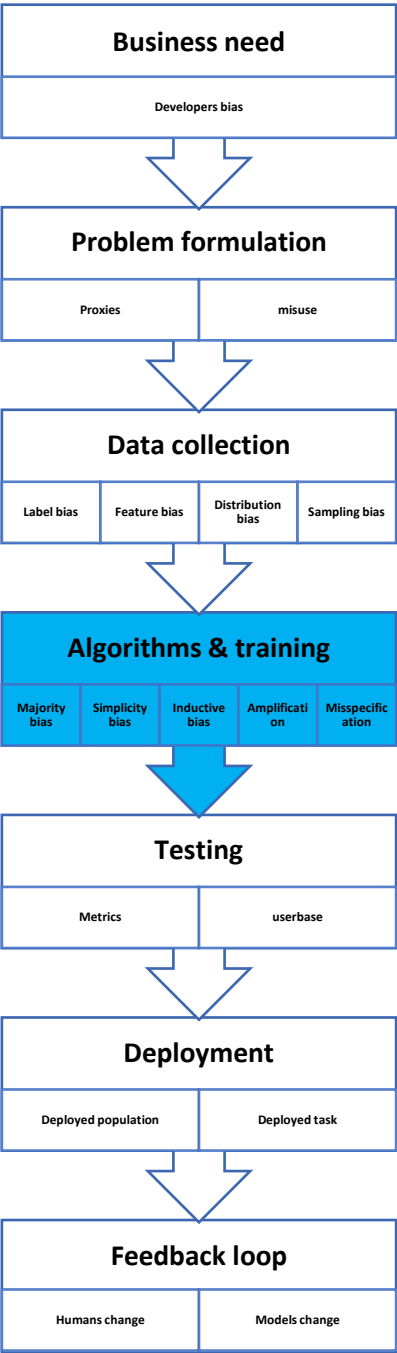 Business need
Developers bias
Problem formulation
Proxies
misuse
Data collection
Label bias
Feature bias
Distribution
bias
Sampling bias
Algorithms & training
Majority
bias
Simplicity
bias
Inductive
bias
Amplificati
on
Misspecific
ation
Testing
Metrics
userbase
Deployment
Deployed population
Deployed task
Feedback loop
Humans change
Models change